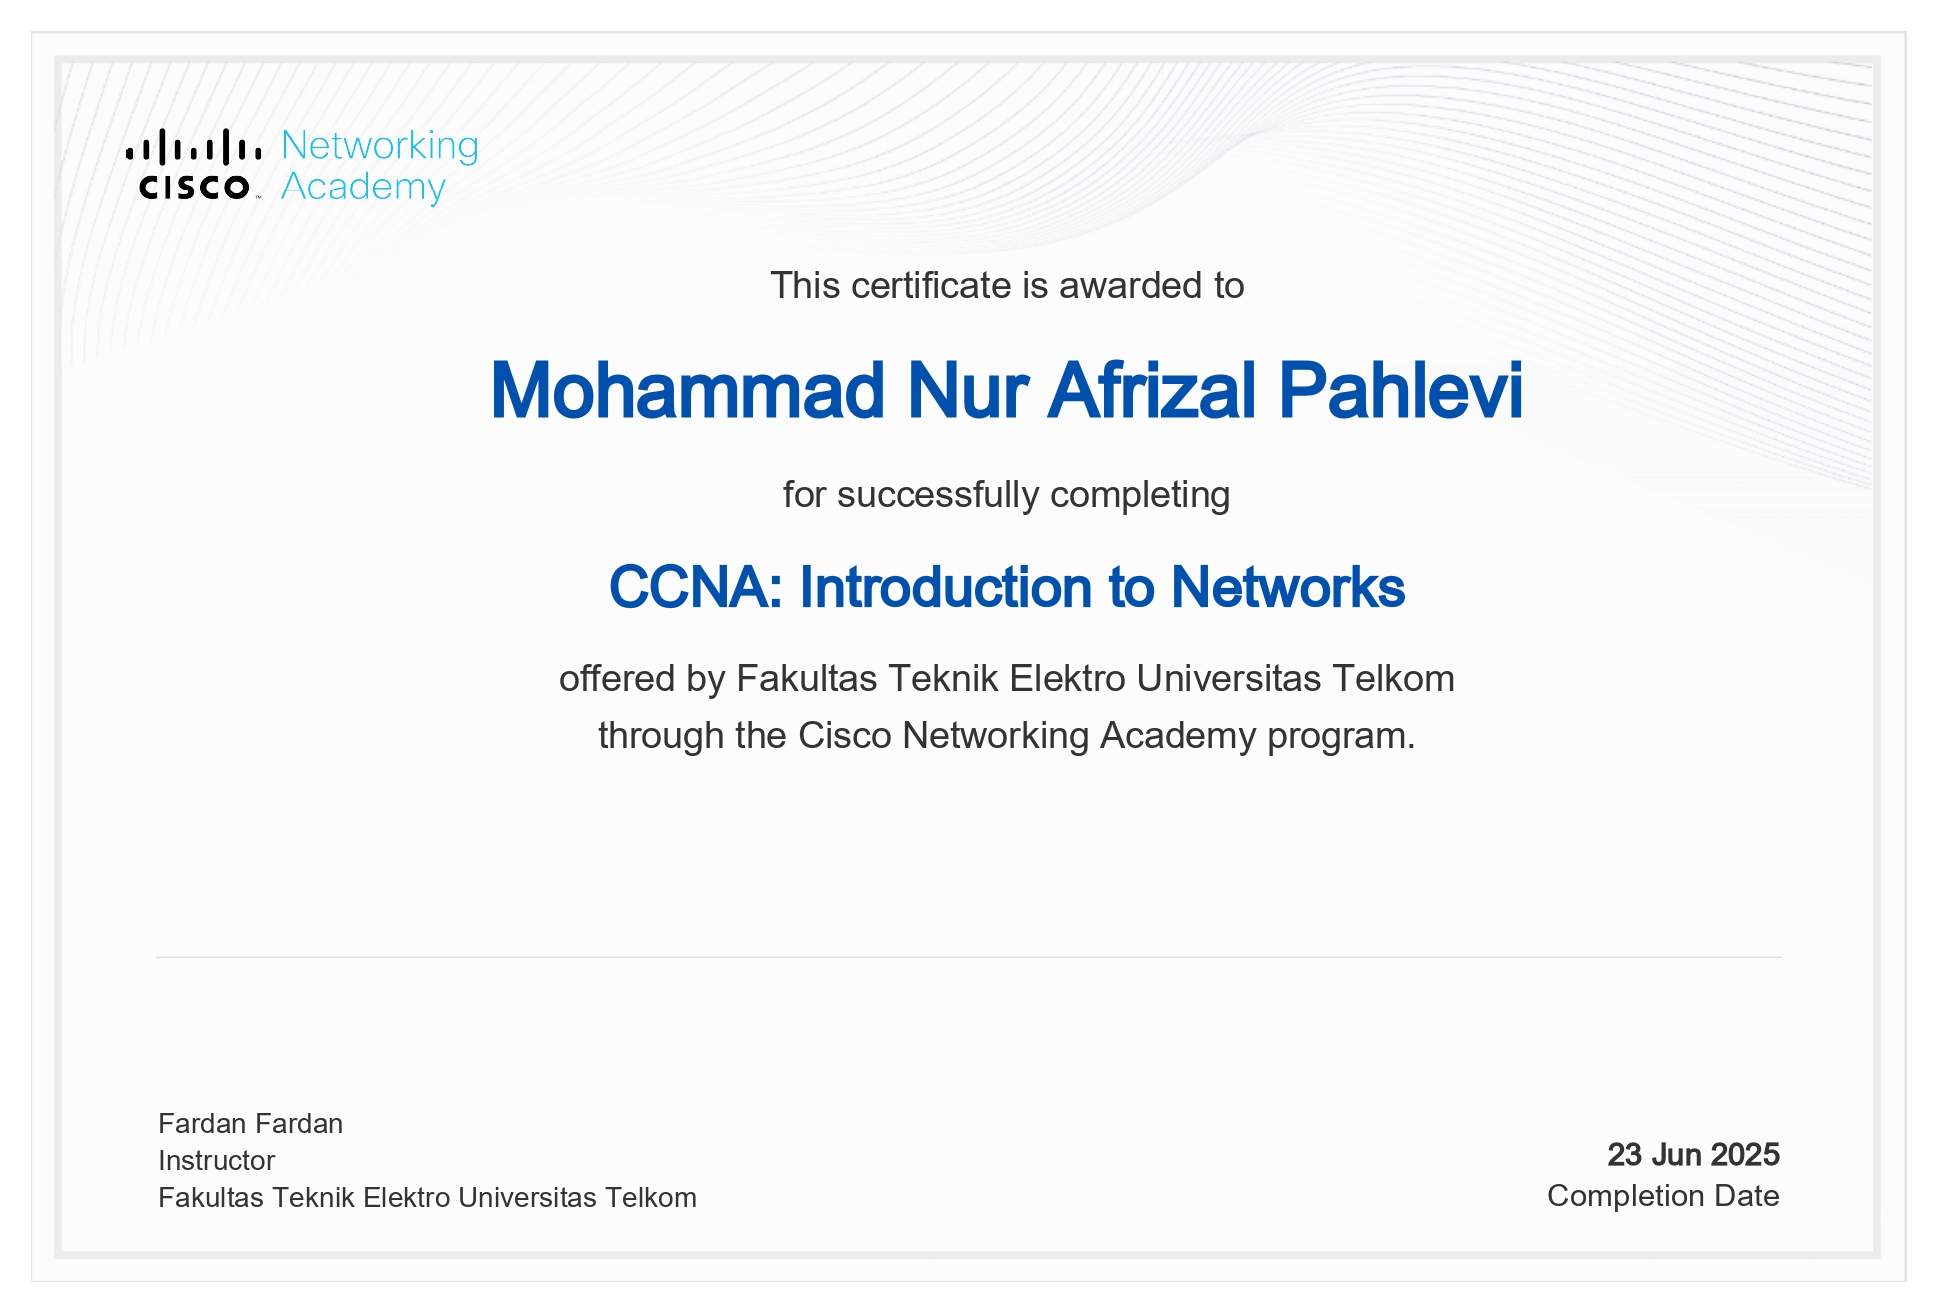 Networking
CISCO™ Academy
This certificate is awarded to
Mohammad Nur Afrizal Pahlevi
for successfully completing
CCNA: Introduction to Networks
offered by Fakultas Teknik Elektro Universitas Telkom
through the Cisco Networking Academy program.
Fardan Fardan
Instructor
Fakultas Teknik Elektro Universitas Telkom
23 Jun 2025
Completion Date